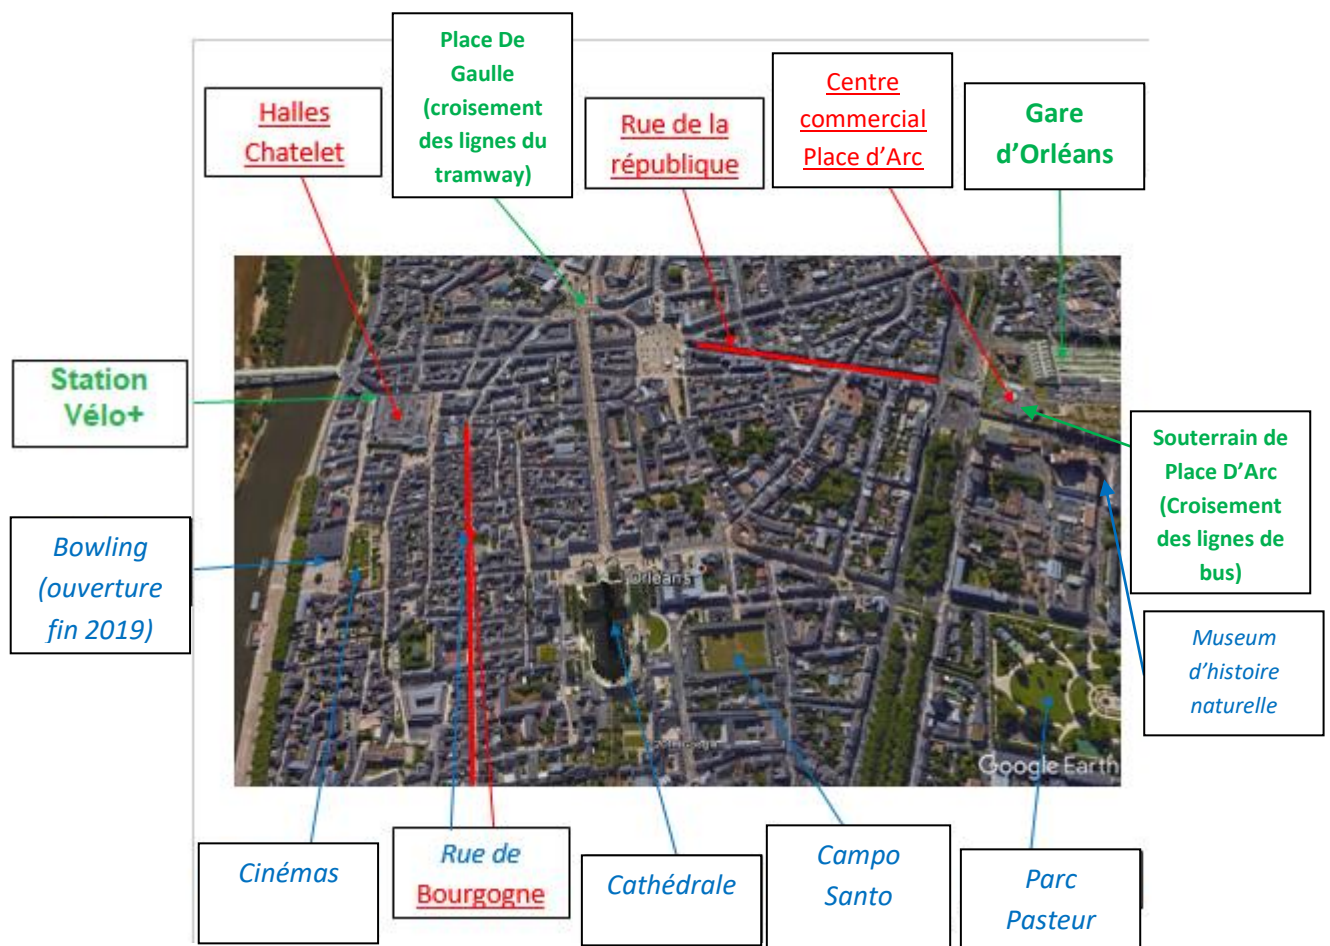 Place De
Gaulle
(croisement
des lignes du
tramway)
Halles
Chatelet
Rue de la
république
Centre
commercial
Place d’Arc
Gare
d’Orléans
Station
Vélo+
Souterrain de
Place D’Arc
(Croisement
des lignes de
bus)
Bowling
(ouverture
fin 2019)
Orléans
Museum
d’histoire
naturelle
Google Earth
Cinémas
Rue de
Bourgogne
Cathédrale
Campo
Santo
Parc
Pasteur